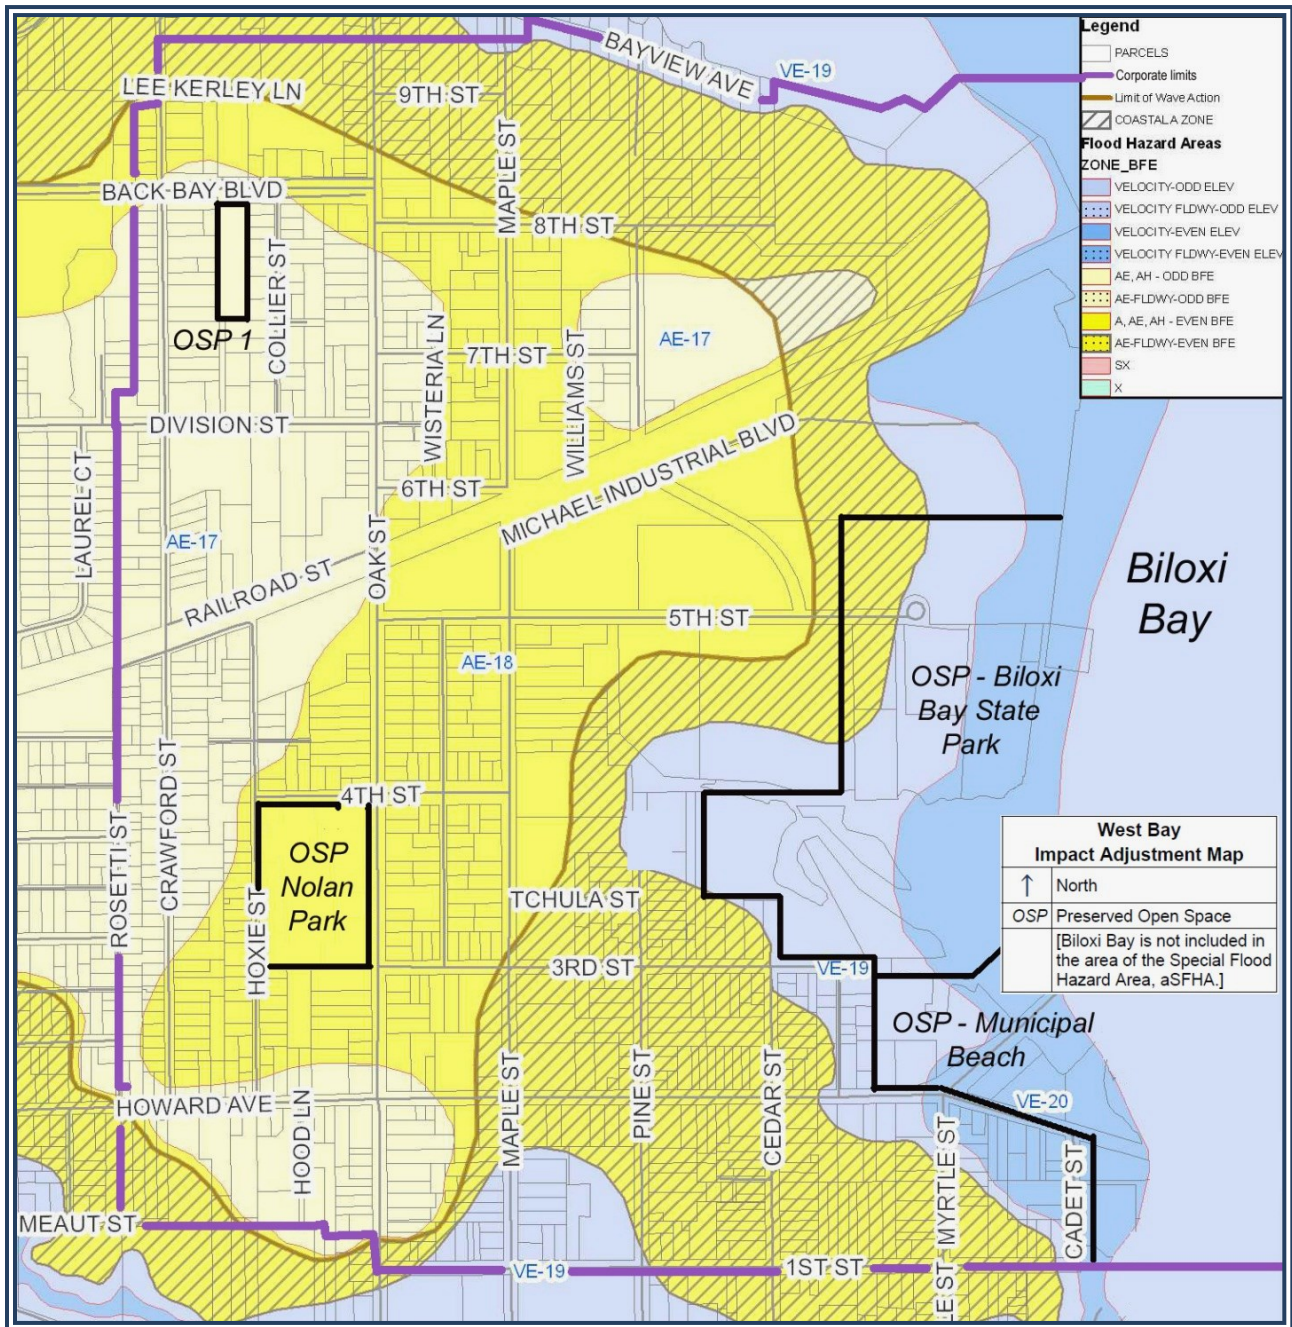 Legend
PARCELS
Corporate limits
Limit of Wave Action
COASTAL A ZONE
Flood Hazard Areas
ZONE_BFE
VELOCITY-ODD ELEV
VELOCITY FLDWY-ODD ELEV
VELOCITY-EVEN ELEV
VELOCITY FLDWY-EVEN ELEV
AE, AH - ODD BFE
AE-FLDWY-ODD BFE
A, AE, AH - EVEN BFE
AE-FLDWY-EVEN BFE
SX
X
BAYVIEW AVE
VE-19
LEE KERLEY LN
9TH ST
MAPLE ST
BACK BAY BLVD
8TH ST
COLLIER ST
OSP 1
WISTERIA LN
7TH ST
WILLIAMS ST
AE-17
DIVISION ST
LAUREL CT
6TH ST
MICHAEL INDUSTRIAL BLVD
AE-17
OAK ST
RAILROAD ST
Biloxi
Bay
5TH ST
AE-18
OSP - Biloxi
Bay State
Park
4TH ST
CRAWFORD ST
ROSETTI ST
OSP
Nolan
Park
HOXIE ST
TCHULA ST
3RD ST
VE-19
West Bay
Impact Adjustment Map
↑ North
OSP Preserved Open Space
[Biloxi Bay is not included in
the area of the Special Flood
Hazard Area, aSFHA.]
OSP - Municipal
Beach
HOWARD AVE
HOOD LN
MAPLE ST
PINE ST
CEDAR ST
VE-20
MYRTLE ST
CADET ST
MEAUT ST
VE-19
1ST ST
LE ST